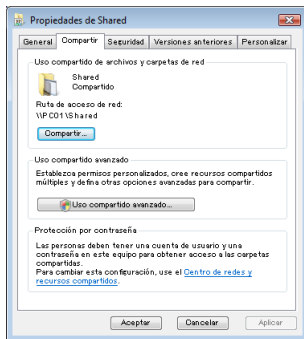 Propiedades de Shared
General Compartir Seguridad Versiones anteriores Personalizar
Uso compartido de archivos y carpetas de red
Shared
Compartido
Ruta de acceso de red:
\\PC01\Shared
Compartir...
Uso compartido avanzado
Establezca permisos personalizados, cree recursos compartidos
múltiples y defina otras opciones avanzadas para compartir.
Uso compartido avanzado...
Protección por contraseña
Las personas deben tener una cuenta de usuario y una
contraseña en este equipo para obtener acceso a las carpetas
compartidas.
Para cambiar esta configuración, use el Centro de redes y
recursos compartidos.
Aceptar Cancelar Aplicar